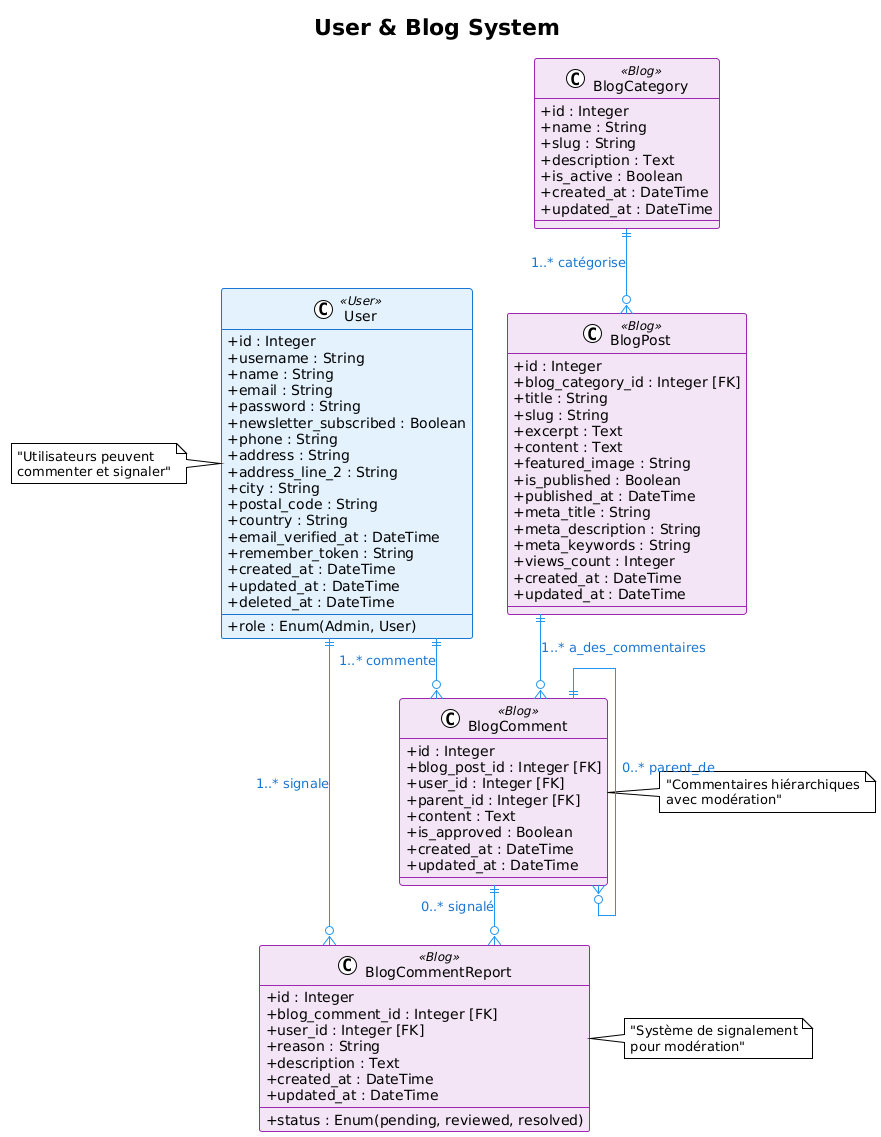 User & Blog System
«Blog»
C BlogCategory
+id : Integer
+name : String
+slug : String
+description : Text
+is_active : Boolean
+created_at : DateTime
+updated_at : DateTime
1..* catégorise
«User»
C User
+id : Integer
+username : String
+name : String
+email : String
+password : String
+newsletter_subscribed : Boolean
+phone : String
+address : String
+address_line_2 : String
+city : String
+postal_code : String
+country : String
+email_verified_at : DateTime
+remember_token : String
+created_at : DateTime
+updated_at : DateTime
+deleted_at : DateTime
+role : Enum(Admin, User)
"Utilisateurs peuvent
commenter et signaler"
«Blog»
C BlogPost
+id : Integer
+blog_category_id : Integer [FK]
+title : String
+slug : String
+excerpt : Text
+content : Text
+featured_image : String
+is_published : Boolean
+published_at : DateTime
+meta_title : String
+meta_description : String
+meta_keywords : String
+views_count : Integer
+created_at : DateTime
+updated_at : DateTime
1..* commente
1..* a_des_commentaires
«Blog»
C BlogComment
+id : Integer
+blog_post_id : Integer [FK]
+user_id : Integer [FK]
+parent_id : Integer [FK]
+content : Text
+is_approved : Boolean
+created_at : DateTime
+updated_at : DateTime
1..* signale
0..* parent_de
"Commentaires hiérarchiques
avec modération"
0..* signalé
«Blog»
C BlogCommentReport
+id : Integer
+blog_comment_id : Integer [FK]
+user_id : Integer [FK]
+reason : String
+description : Text
+created_at : DateTime
+updated_at : DateTime
+status : Enum(pending, reviewed, resolved)
"Système de signalement
pour modération"